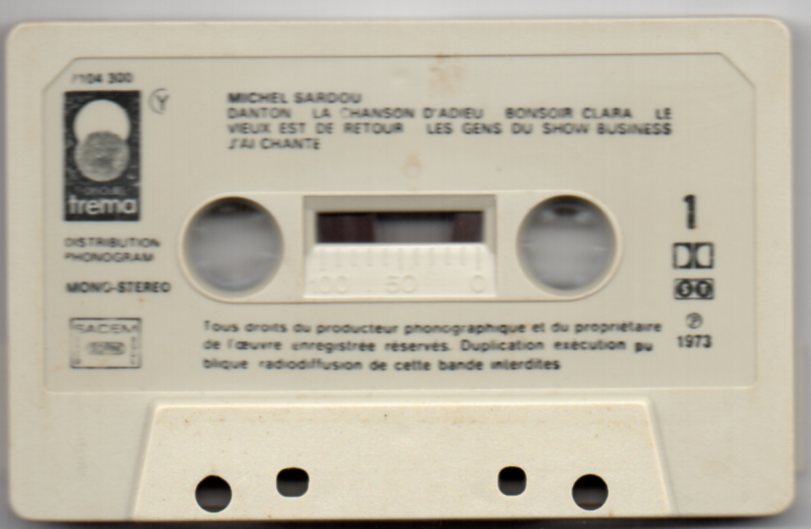 7104 300
Y
MICHEL SARDOU
DANTON LA CHANSON D'ADIEU BONSOIR CLARA LE
VIEUX EST DE RETOUR LES GENS DU SHOW BUSINESS
J'AI CHANTE
trema
DISTRIBUTION
PHONOGRAM
MONO-STEREO
SACEM
100 50 0
1
℗
1973
Tous droits du producteur phonographique et du propriétaire
de l'œuvre enregistrée réservés. Duplication exécution pu
blique radiodiffusion de cette bande interdites